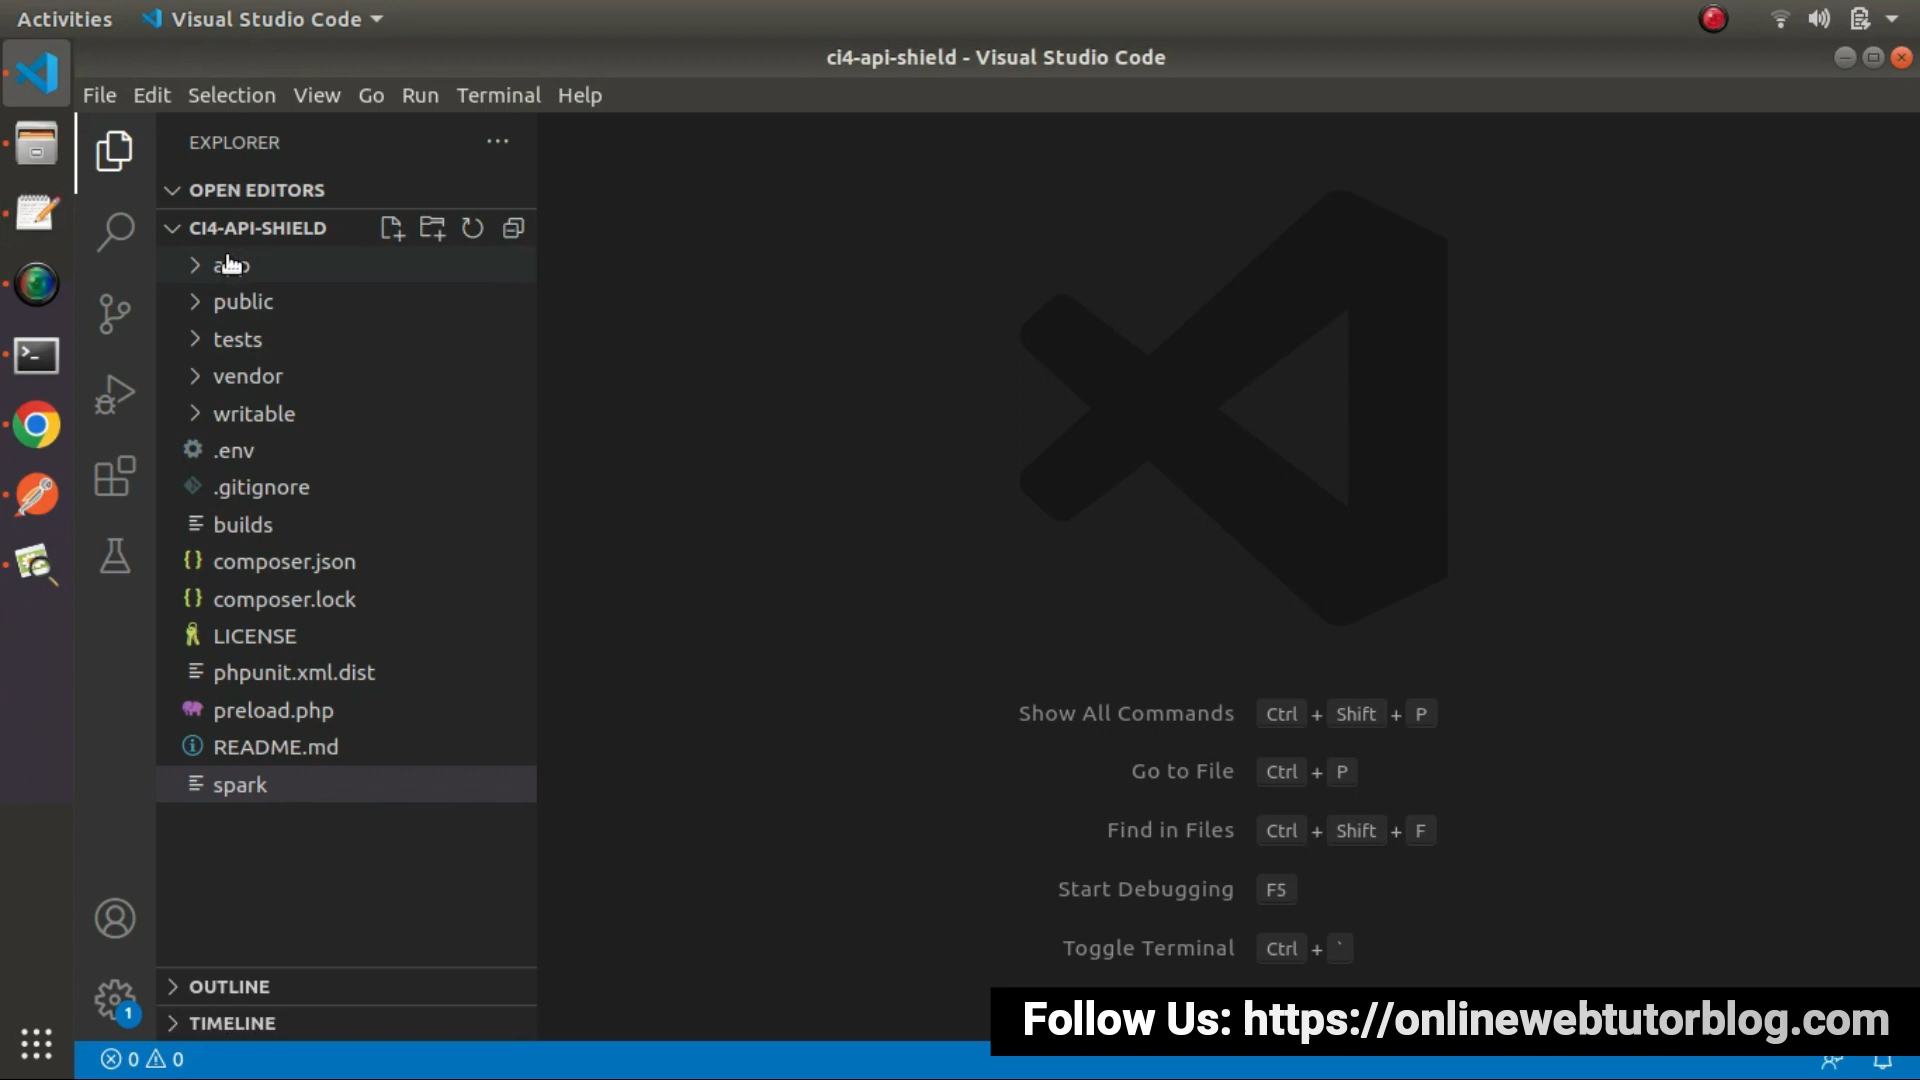 Activities
Visual Studio Code
ci4-api-shield - Visual Studio Code
File Edit Selection View Go Run Terminal Help
EXPLORER
OPEN EDITORS
CI4-API-SHIELD
public
tests
vendor
writable
.env
.gitignore
builds
composer.json
composer.lock
LICENSE
phpunit.xml.dist
preload.php
README.md
spark
OUTLINE
TIMELINE
1
0 0
Show All Commands Ctrl + Shift + P
Go to File Ctrl + P
Find in Files Ctrl + Shift + F
Start Debugging F5
Toggle Terminal Ctrl + `
Follow Us: https://onlinewebtutorblog.com